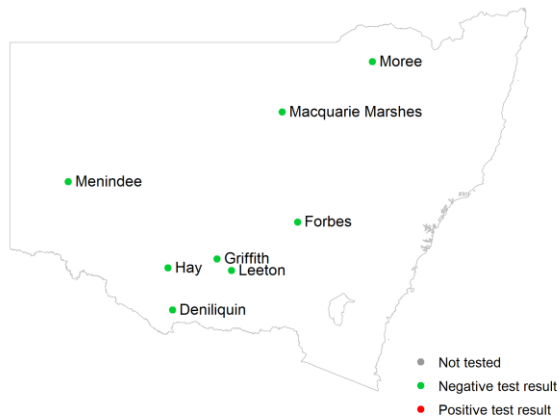 Moree
Macquarie Marshes
Menindee
Forbes
Griffith
Hay
Leeton
Deniliquin
Not tested
Negative test result
Positive test result